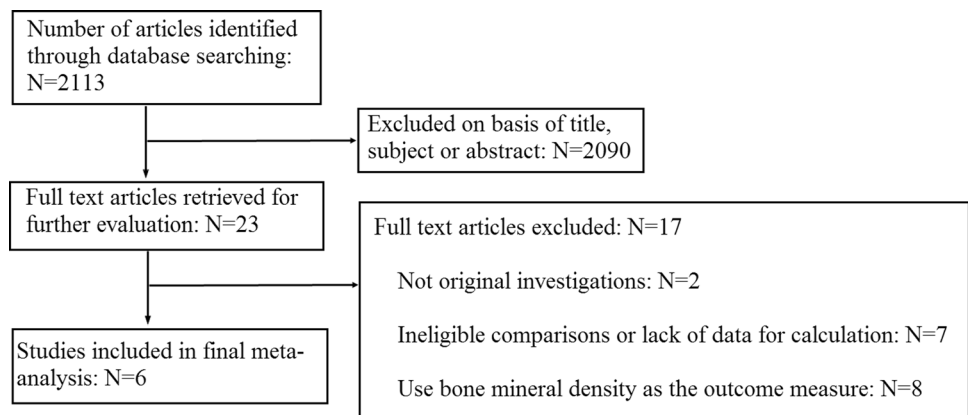 Number of articles identified
through database searching:
N=2113
Excluded on basis of title,
subject or abstract: N=2090
Full text articles retrieved for
further evaluation: N=23
Full text articles excluded: N=17
Not original investigations: N=2
Ineligible comparisons or lack of data for calculation: N=7
Use bone mineral density as the outcome measure: N=8
Studies included in final meta-
analysis: N=6